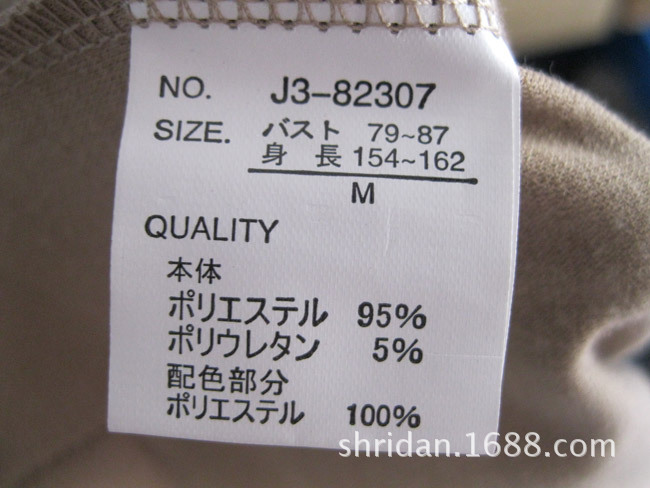 NO. J3-82307
SIZE. バスト 79~87
身 長 154~162
M
QUALITY
本体
ポリエステル 95%
ポリウレタン 5%
配色部分
ポリエステル 100%
shridan.1688.com